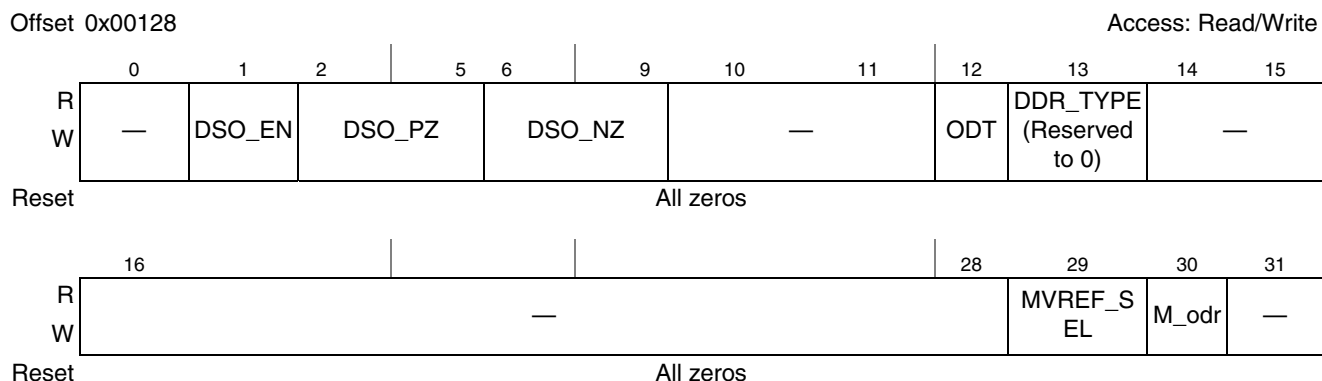 Offset 0x00128 Access: Read/Write
0 1 2 5 6 9 10 11 12 13 14 15
R
W
— DSO_EN DSO_PZ DSO_NZ — ODT DDR_TYPE
(Reserved
to 0) —
Reset All zeros
16 28 29 30 31
R
W
— MVREF_S
EL M_odr —
Reset All zeros